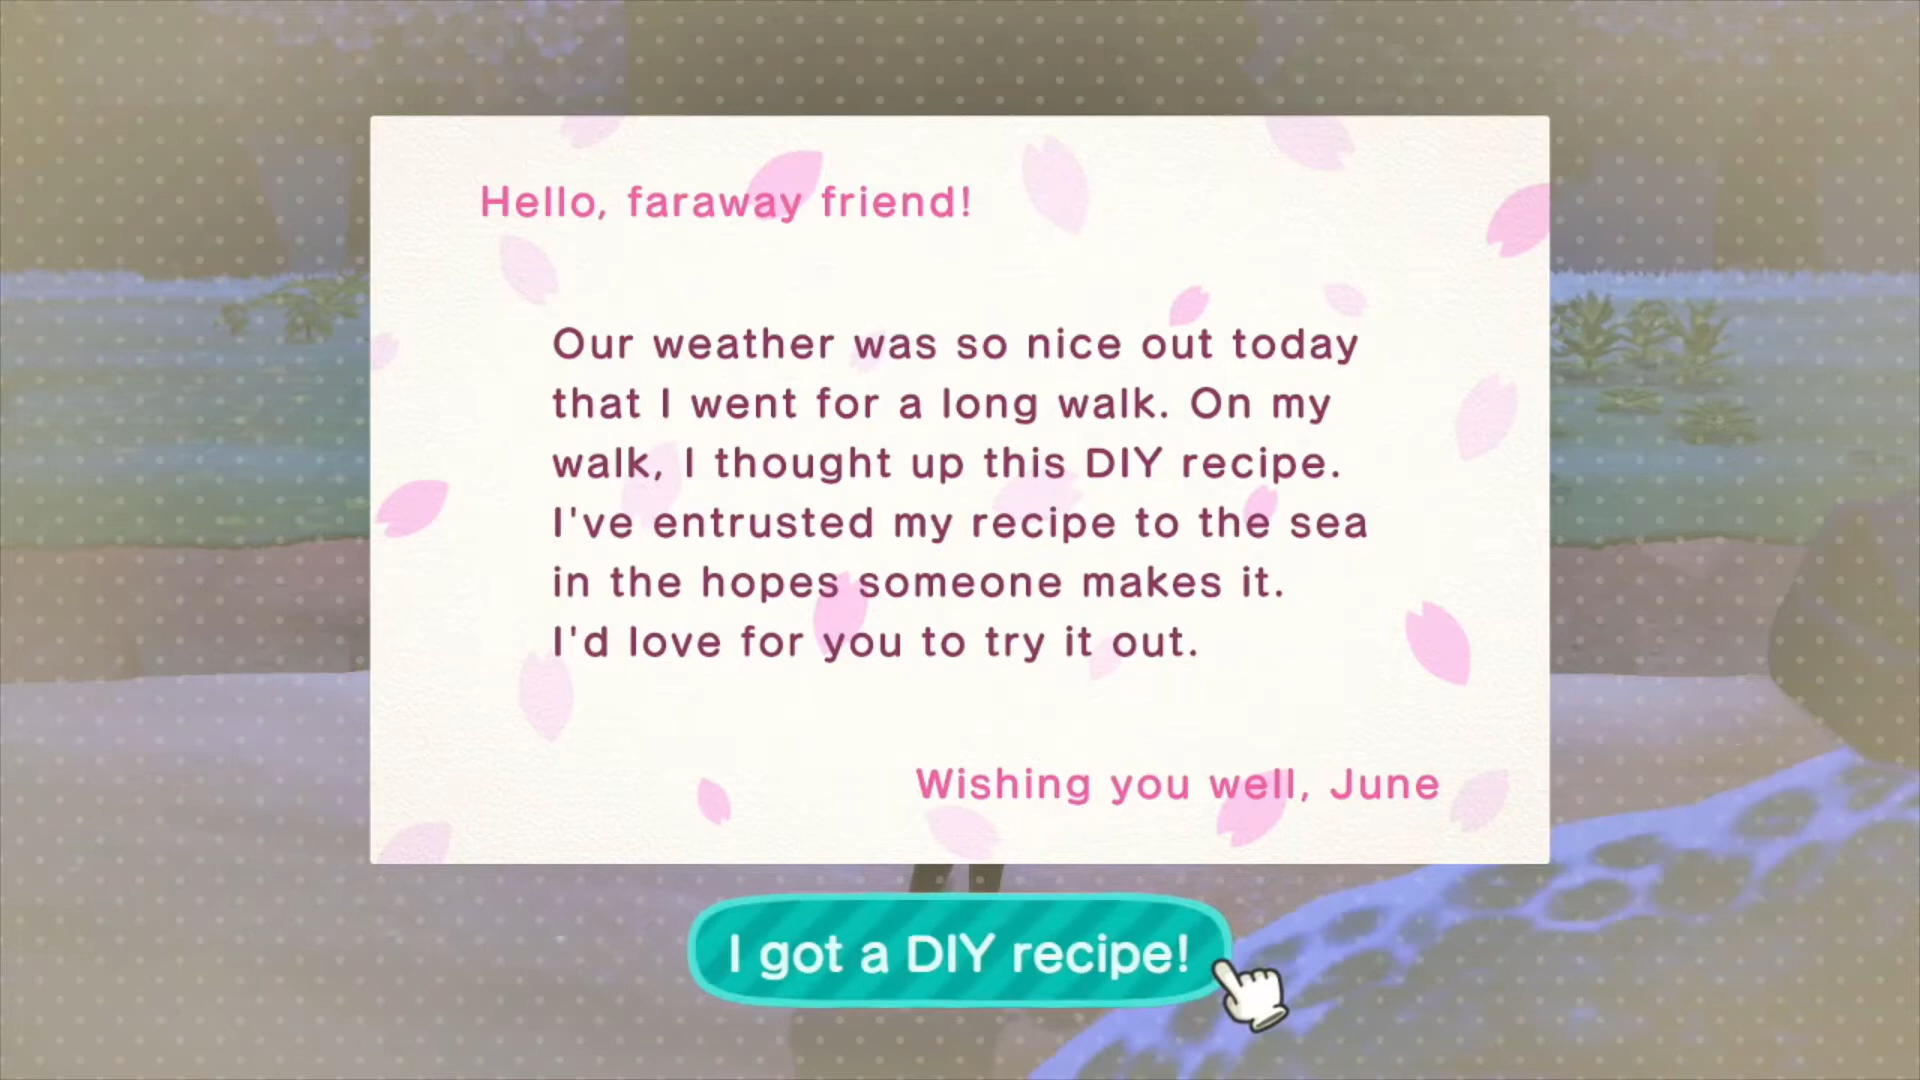 Hello, faraway friend!
Our weather was so nice out today
that I went for a long walk. On my
walk, I thought up this DIY recipe.
I've entrusted my recipe to the sea
in the hopes someone makes it.
I'd love for you to try it out.
Wishing you well, June
I got a DIY recipe!